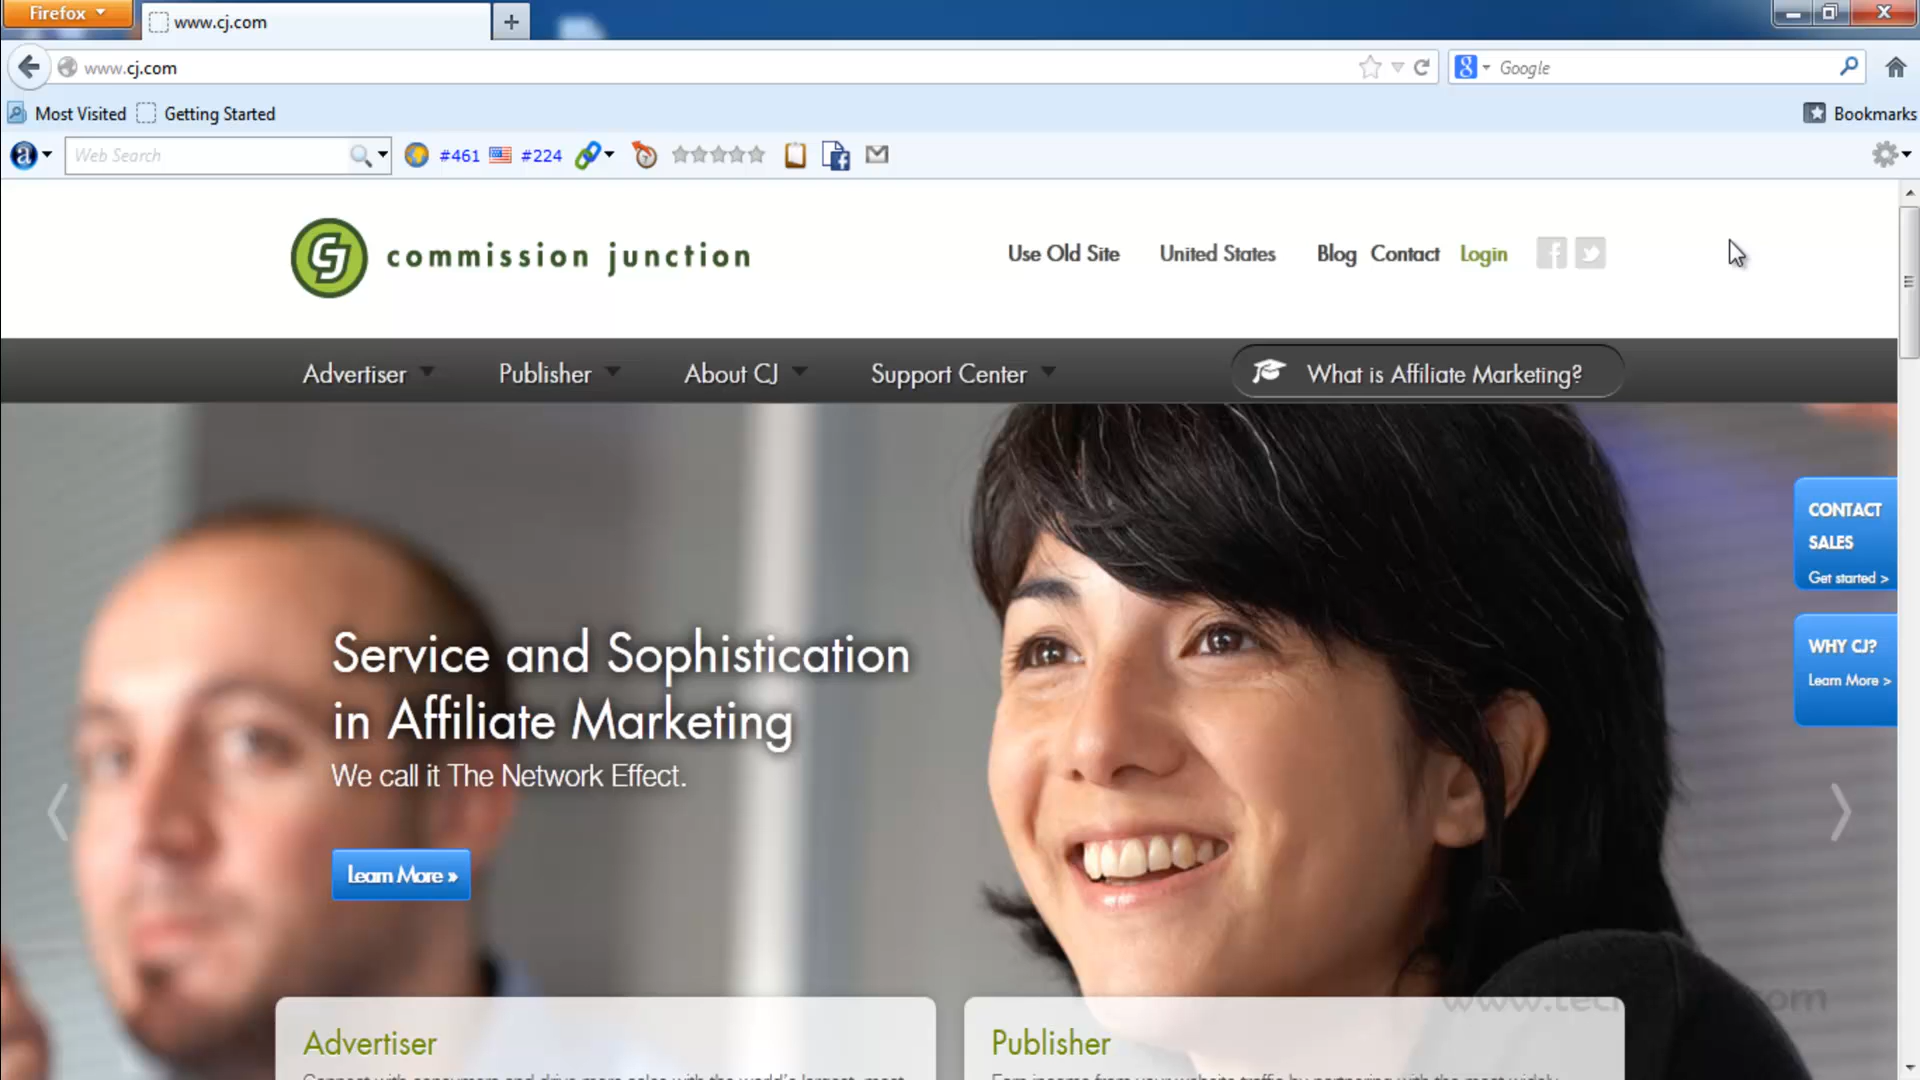 Firefox
www.cj.com
www.cj.com
Google
Most Visited
Getting Started
Bookmarks
Web Search
#461
#224
commission junction
Use Old Site
United States
Blog
Contact
Login
Advertiser
Publisher
About CJ
Support Center
What is Affiliate Marketing?
CONTACT
SALES
Get started >
WHY CJ?
Learn More >
Service and Sophistication
in Affiliate Marketing
We call it The Network Effect.
Learn More »
Advertiser
Publisher